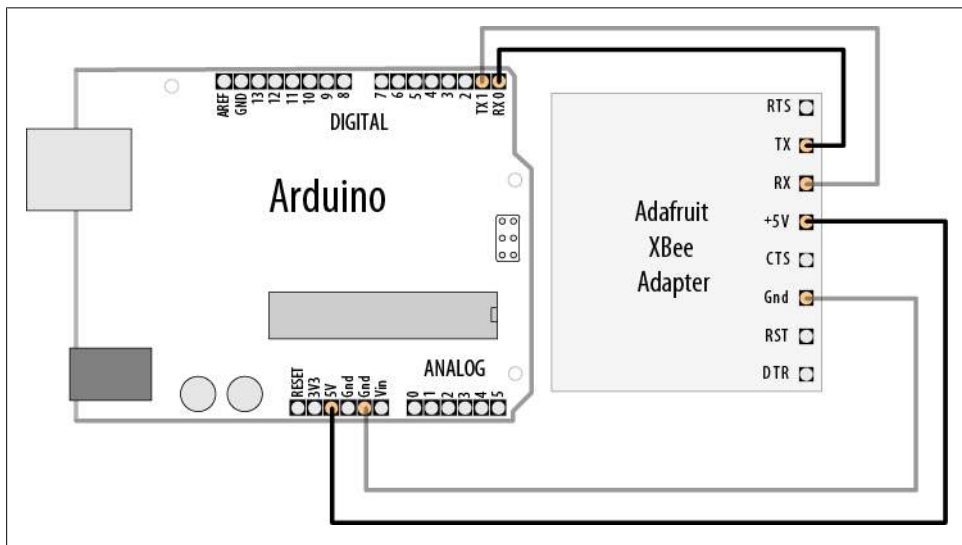 AREF GND 13 12 11 10 9 8 7 6 5 4 3 2 TX 1 RX 0
DIGITAL
Arduino
RESET 3V3 5V Gnd Gnd Vin
ANALOG
0 1 2 3 4 5
Adafruit
XBee
Adapter
RTS
TX
RX
+5V
CTS
Gnd
RST
DTR